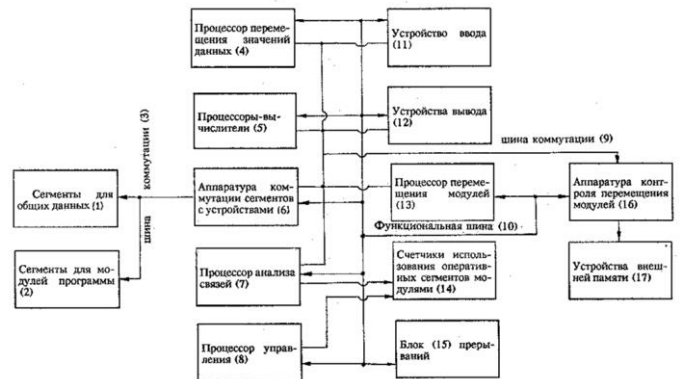 Процессор переме-
щения значений
данных (4)
Устройство ввода
(11)
Процессоры-вы-
числители (5)
Устройства вывода
(12)
шина коммутации (9)
шина коммутации (3)
Сегменты для
общих данных (1)
Аппаратура ком-
мутации сегментов
с устройствами (6)
Процессор переме-
щения модулей
(13)
Аппаратура конт-
роля перемещения
модулей (16)
Функциональная шина (10)
Сегменты для мо-
дулей программы
(2)
Процессор анализа
связей (7)
Счетчики исполь-
зования оператив-
ных сегментов мо-
дулями (14)
Устройства внеш-
ней памяти (17)
Процессор управ-
ления (8)
Блок (15) преры-
ваний